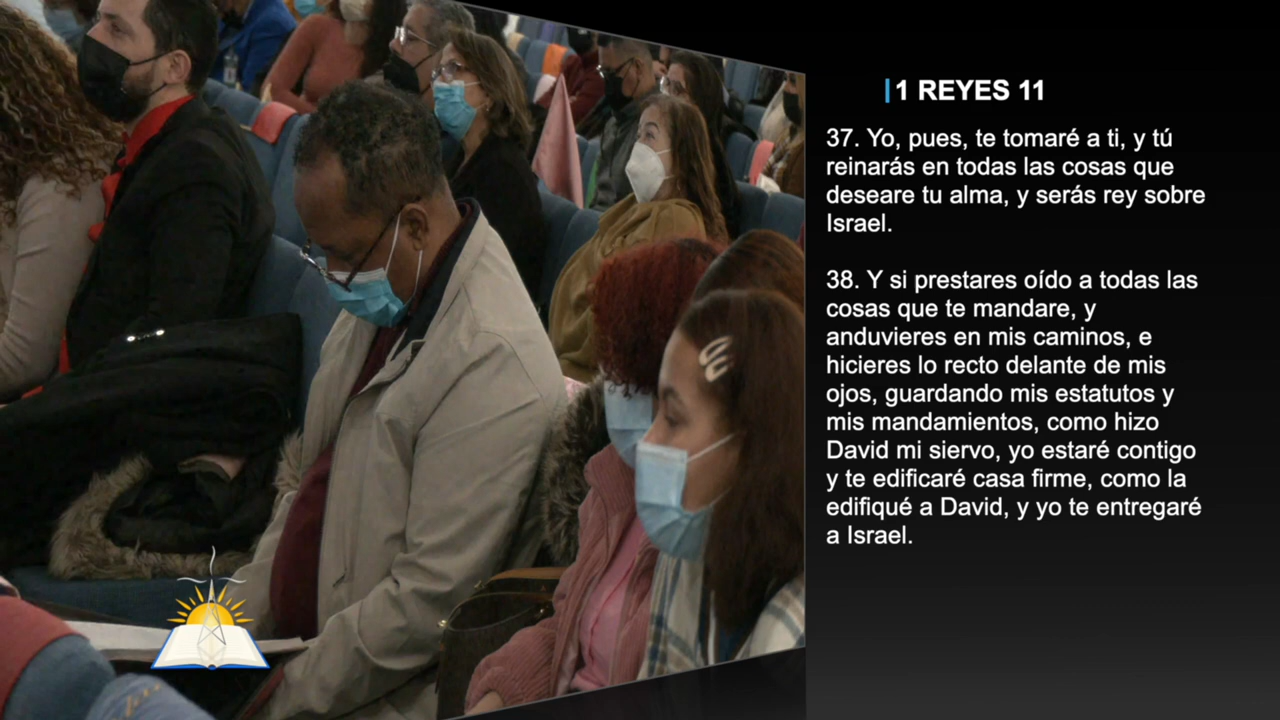 1 REYES 11
37. Yo, pues, te tomaré a ti, y tú
reinarás en todas las cosas que
deseare tu alma, y serás rey sobre
Israel.
38. Y si prestares oído a todas las
cosas que te mandare, y
anduvieres en mis caminos, e
hicieres lo recto delante de mis
ojos, guardando mis estatutos y
mis mandamientos, como hizo
David mi siervo, yo estaré contigo
y te edificaré casa firme, como la
edifiqué a David, y yo te entregaré
a Israel.